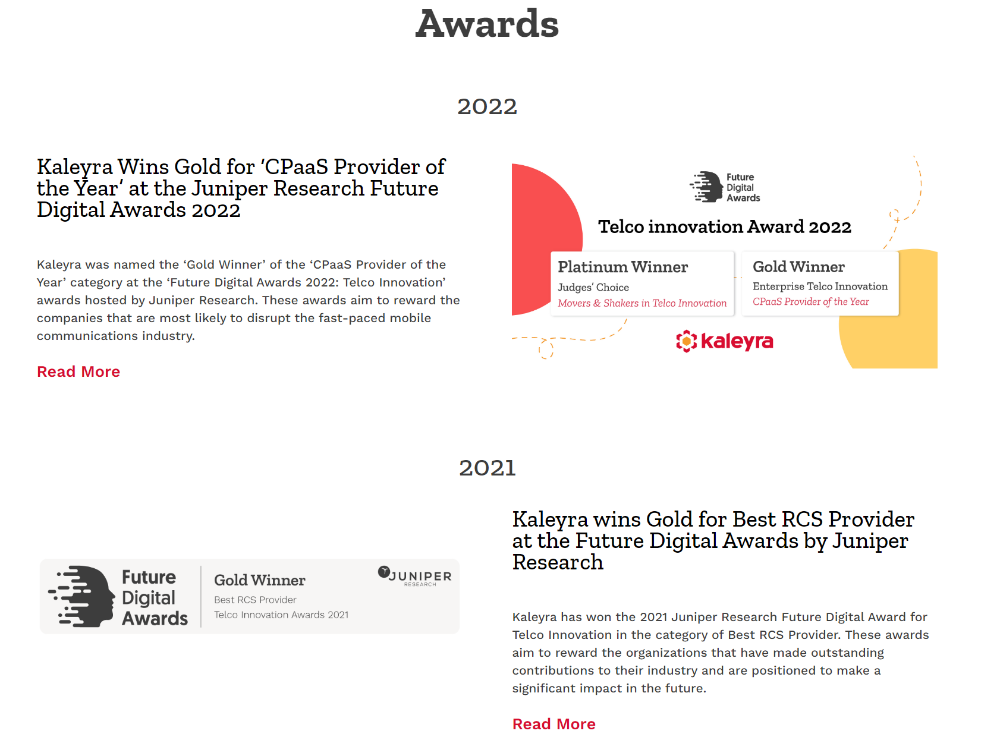 Awards
2022
Kaleyra Wins Gold for ‘CPaaS Provider of
the Year’ at the Juniper Research Future
Digital Awards 2022
Kaleyra was named the ‘Gold Winner’ of the ‘CPaaS Provider of the
Year’ category at the ‘Future Digital Awards 2022: Telco Innovation’
awards hosted by Juniper Research. These awards aim to reward the
companies that are most likely to disrupt the fast-paced mobile
communications industry.
Read More
Future
Digital
Awards
Telco innovation Award 2022
Platinum Winner
Judges’ Choice
Movers & Shakers in Telco Innovation
Gold Winner
Enterprise Telco Innovation
CPaaS Provider of the Year
kaleyra
2021
Future
Digital
Awards
Gold Winner
Best RCS Provider
Telco Innovation Awards 2021
JUNIPER
RESEARCH
Kaleyra wins Gold for Best RCS Provider
at the Future Digital Awards by Juniper
Research
Kaleyra has won the 2021 Juniper Research Future Digital Award for
Telco Innovation in the category of Best RCS Provider. These awards
aim to reward the organizations that have made outstanding
contributions to their industry and are positioned to make a
significant impact in the future.
Read More